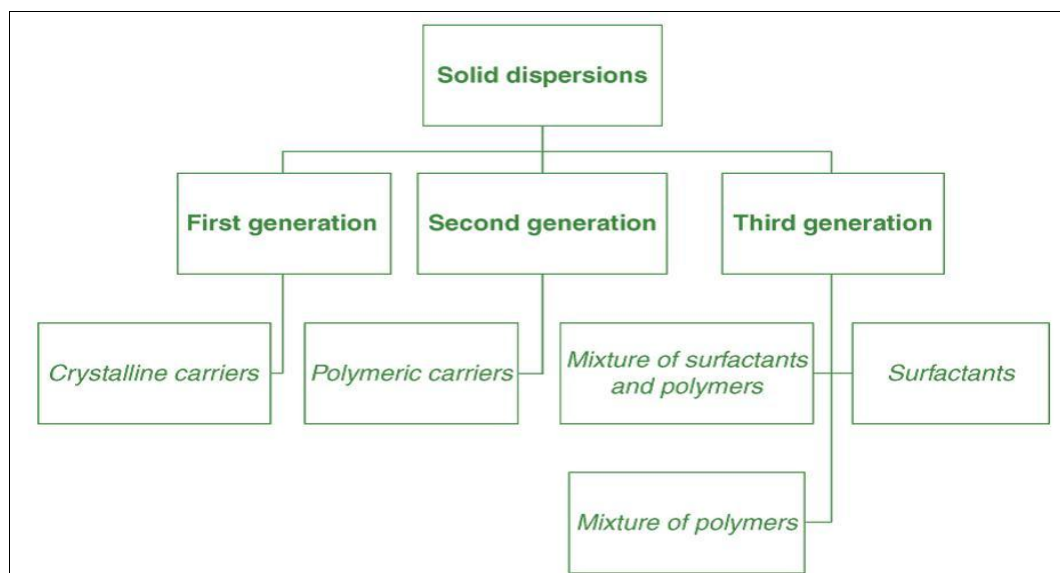 Solid dispersions
First generation
Second generation
Third generation
Crystalline carriers
Polymeric carriers
Mixture of surfactants
and polymers
Surfactants
Mixture of polymers